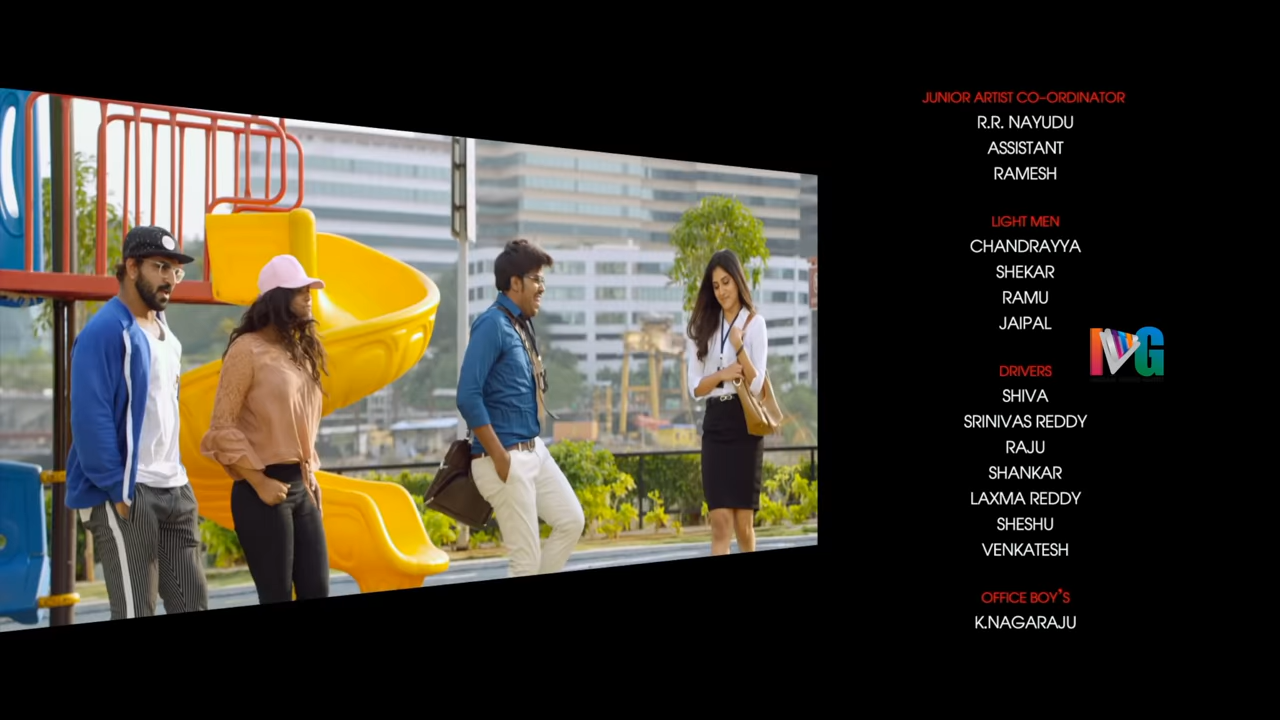 JUNIOR ARTIST CO-ORDINATOR
R.R. NAYUDU
ASSISTANT
RAMESH
LIGHT MEN
CHANDRAYYA
SHEKAR
RAMU
JAIPAL
IVG
DRIVERS
SHIVA
SRINIVAS REDDY
RAJU
SHANKAR
LAXMA REDDY
SHESHU
VENKATESH
OFFICE BOY'S
K.NAGARAJU